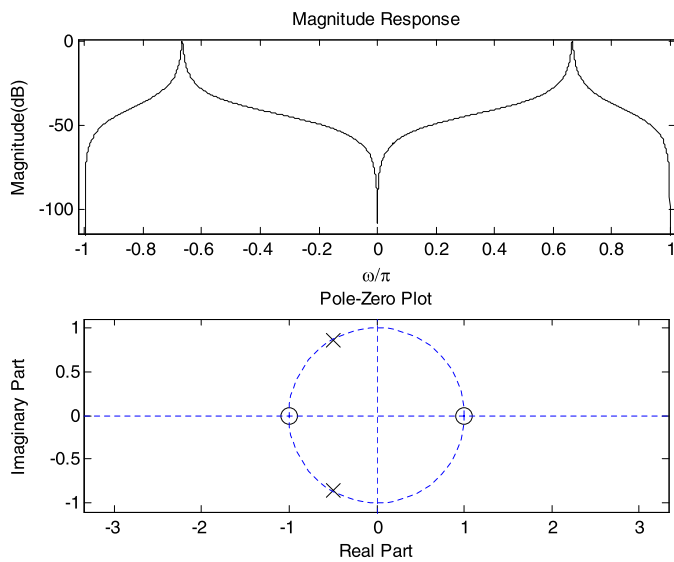 Magnitude Response
Magnitude(dB)
0
-50
-100
-1 -0.8 -0.6 -0.4 -0.2 0 0.2 0.4 0.6 0.8 1
ω/π
Pole-Zero Plot
Imaginary Part
1
0.5
0
-0.5
-1
-3 -2 -1 0 1 2 3
Real Part